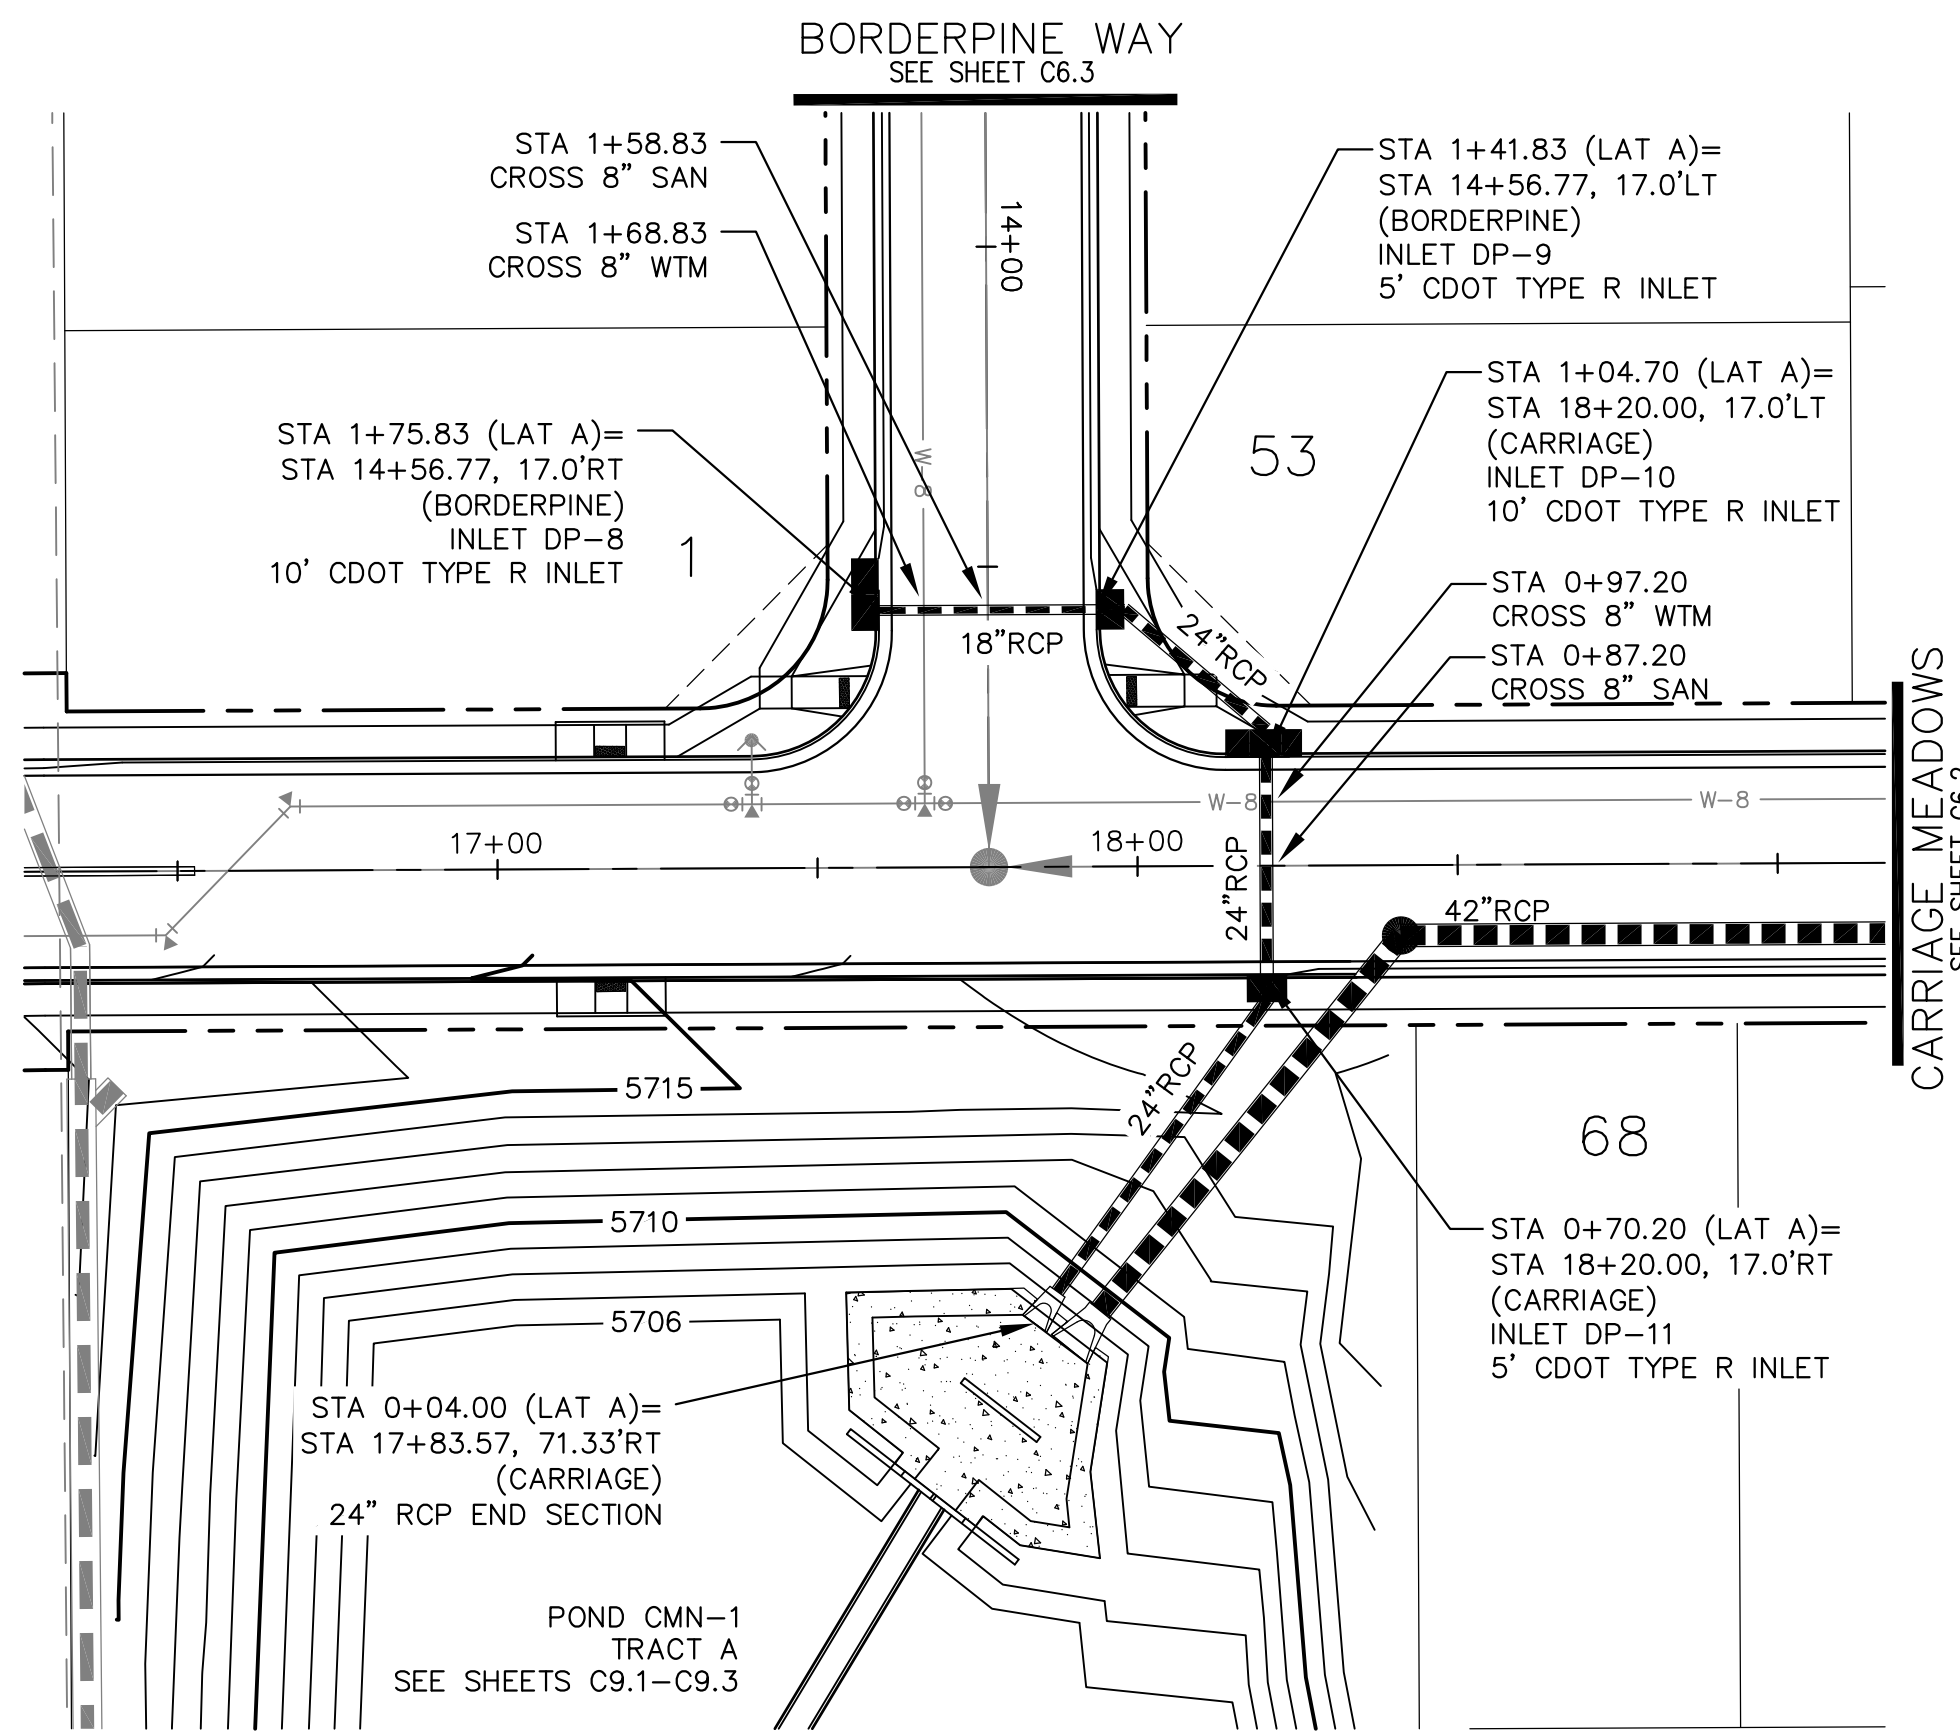 BORDERPINE WAY
SEE SHEET C6.3
STA 1+58.83
CROSS 8" SAN
STA 1+68.83
CROSS 8" WTM
14+00
STA 1+41.83 (LAT A)=
STA 14+56.77, 17.0'LT
(BORDERPINE)
INLET DP-9
5' CDOT TYPE R INLET
STA 1+04.70 (LAT A)=
STA 18+20.00, 17.0'LT
(CARRIAGE)
INLET DP-10
10' CDOT TYPE R INLET
53
STA 1+75.83 (LAT A)=
STA 14+56.77, 17.0'RT
(BORDERPINE)
INLET DP-8
10' CDOT TYPE R INLET
1
W-8
STA 0+97.20
CROSS 8" WTM
STA 0+87.20
CROSS 8" SAN
18"RCP
24"RCP
W-8
W-8
17+00
18+00
24"RCP
42"RCP
CARRIAGE MEADOWS
SEE SHEET C6.2
24"RCP
5715
68
5710
5706
STA 0+70.20 (LAT A)=
STA 18+20.00, 17.0'RT
(CARRIAGE)
INLET DP-11
5' CDOT TYPE R INLET
STA 0+04.00 (LAT A)=
STA 17+83.57, 71.33'RT
(CARRIAGE)
24" RCP END SECTION
POND CMN-1
TRACT A
SEE SHEETS C9.1-C9.3